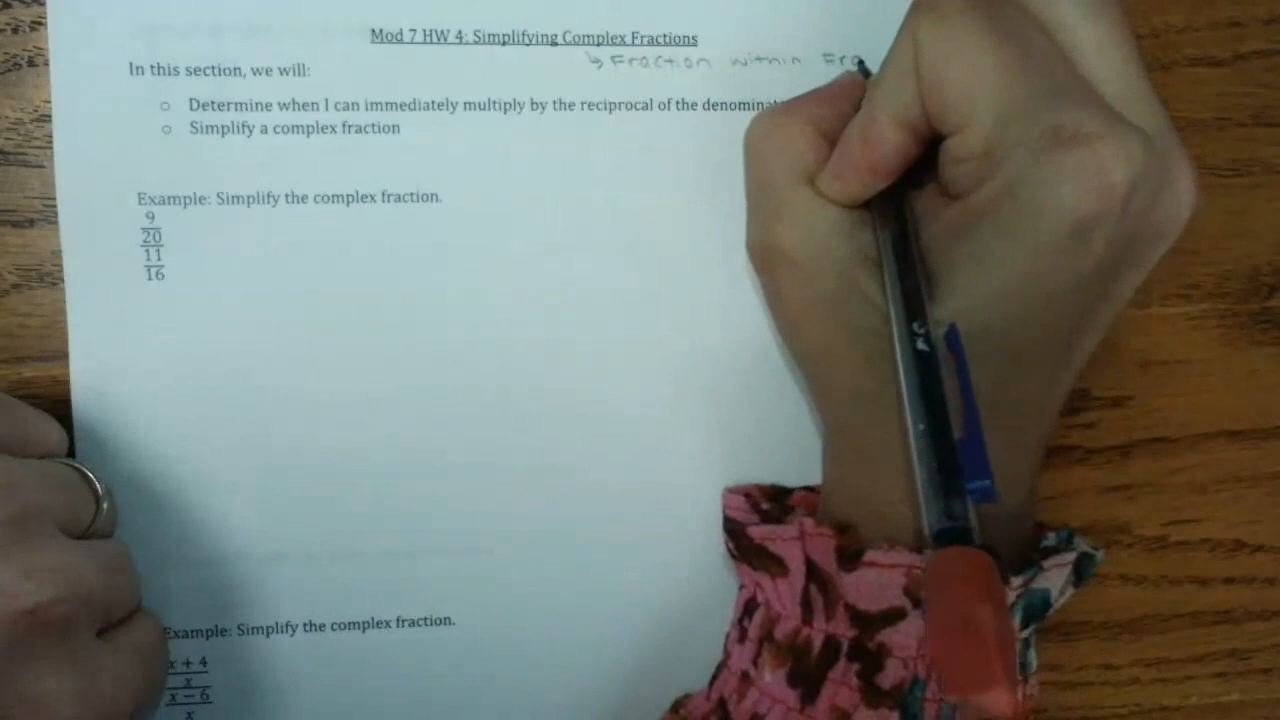 Mod 7 HW 4: Simplifying Complex Fractions
↳ Fraction within Fra
In this section, we will:
○ Determine when I can immediately multiply by the reciprocal of the
○ Simplify a complex fraction
Example: Simplify the complex fraction.
9
20
11
16
Example: Simplify the complex fraction.
x + 4
x
x − 6
x